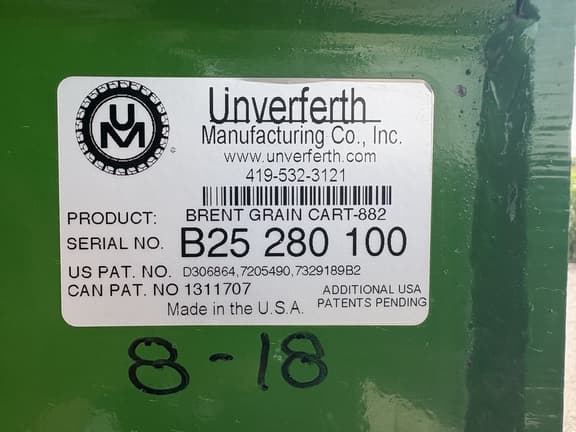 UM
Unverferth
Manufacturing Co., Inc.
www.unverferth.com
419-532-3121
PRODUCT: BRENT GRAIN CART-882
SERIAL NO. B25 280 100
US PAT. NO. D306864,7205490,7329189B2
CAN PAT. NO 1311707
ADDITIONAL USA
PATENTS PENDING
Made in the U.S.A.
8-18